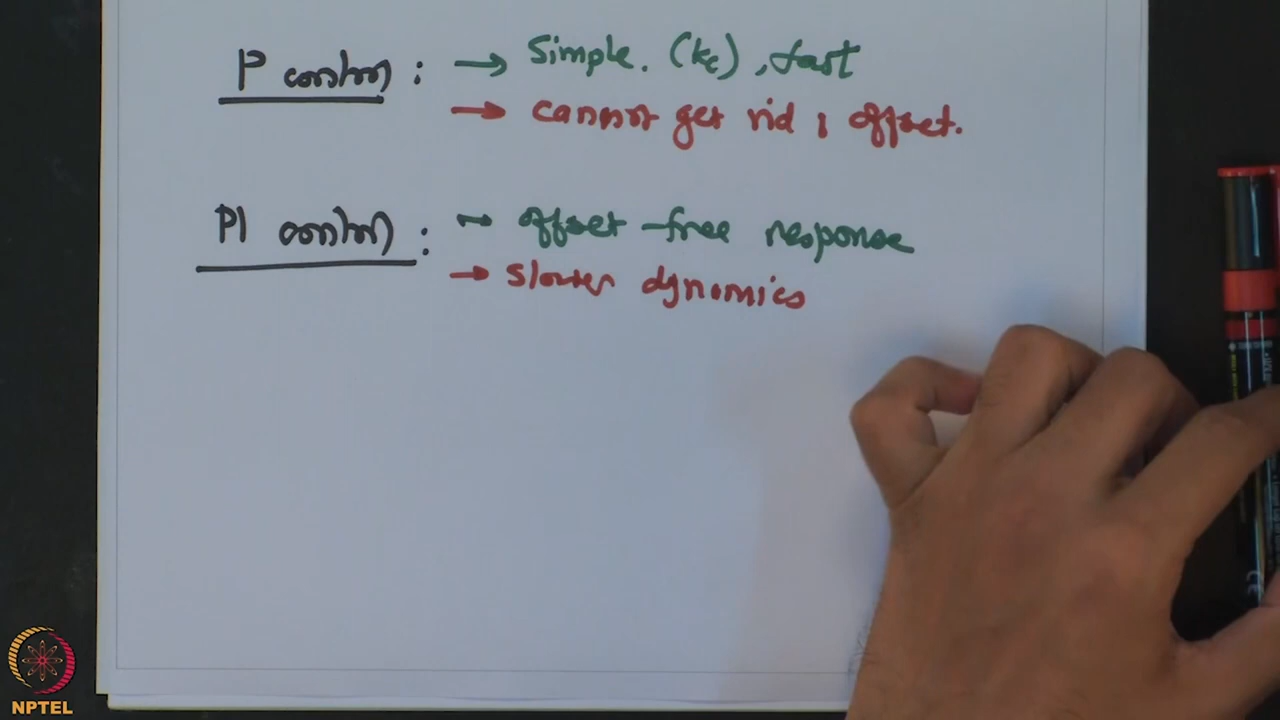 P control : → Simple. (Kc), fast
→ cannot get rid of offset.
PI control : → offset-free response
→ slower dynamics
NPTEL